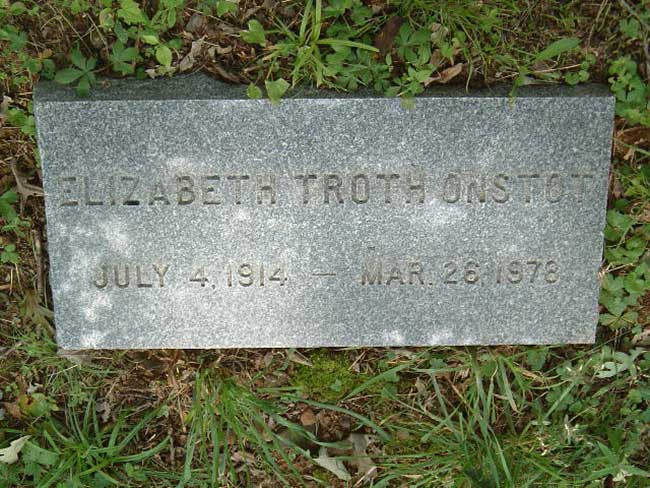 ELIZABETH TROTH ONSTOT
JULY 4, 1914 — MAR. 26, 1978